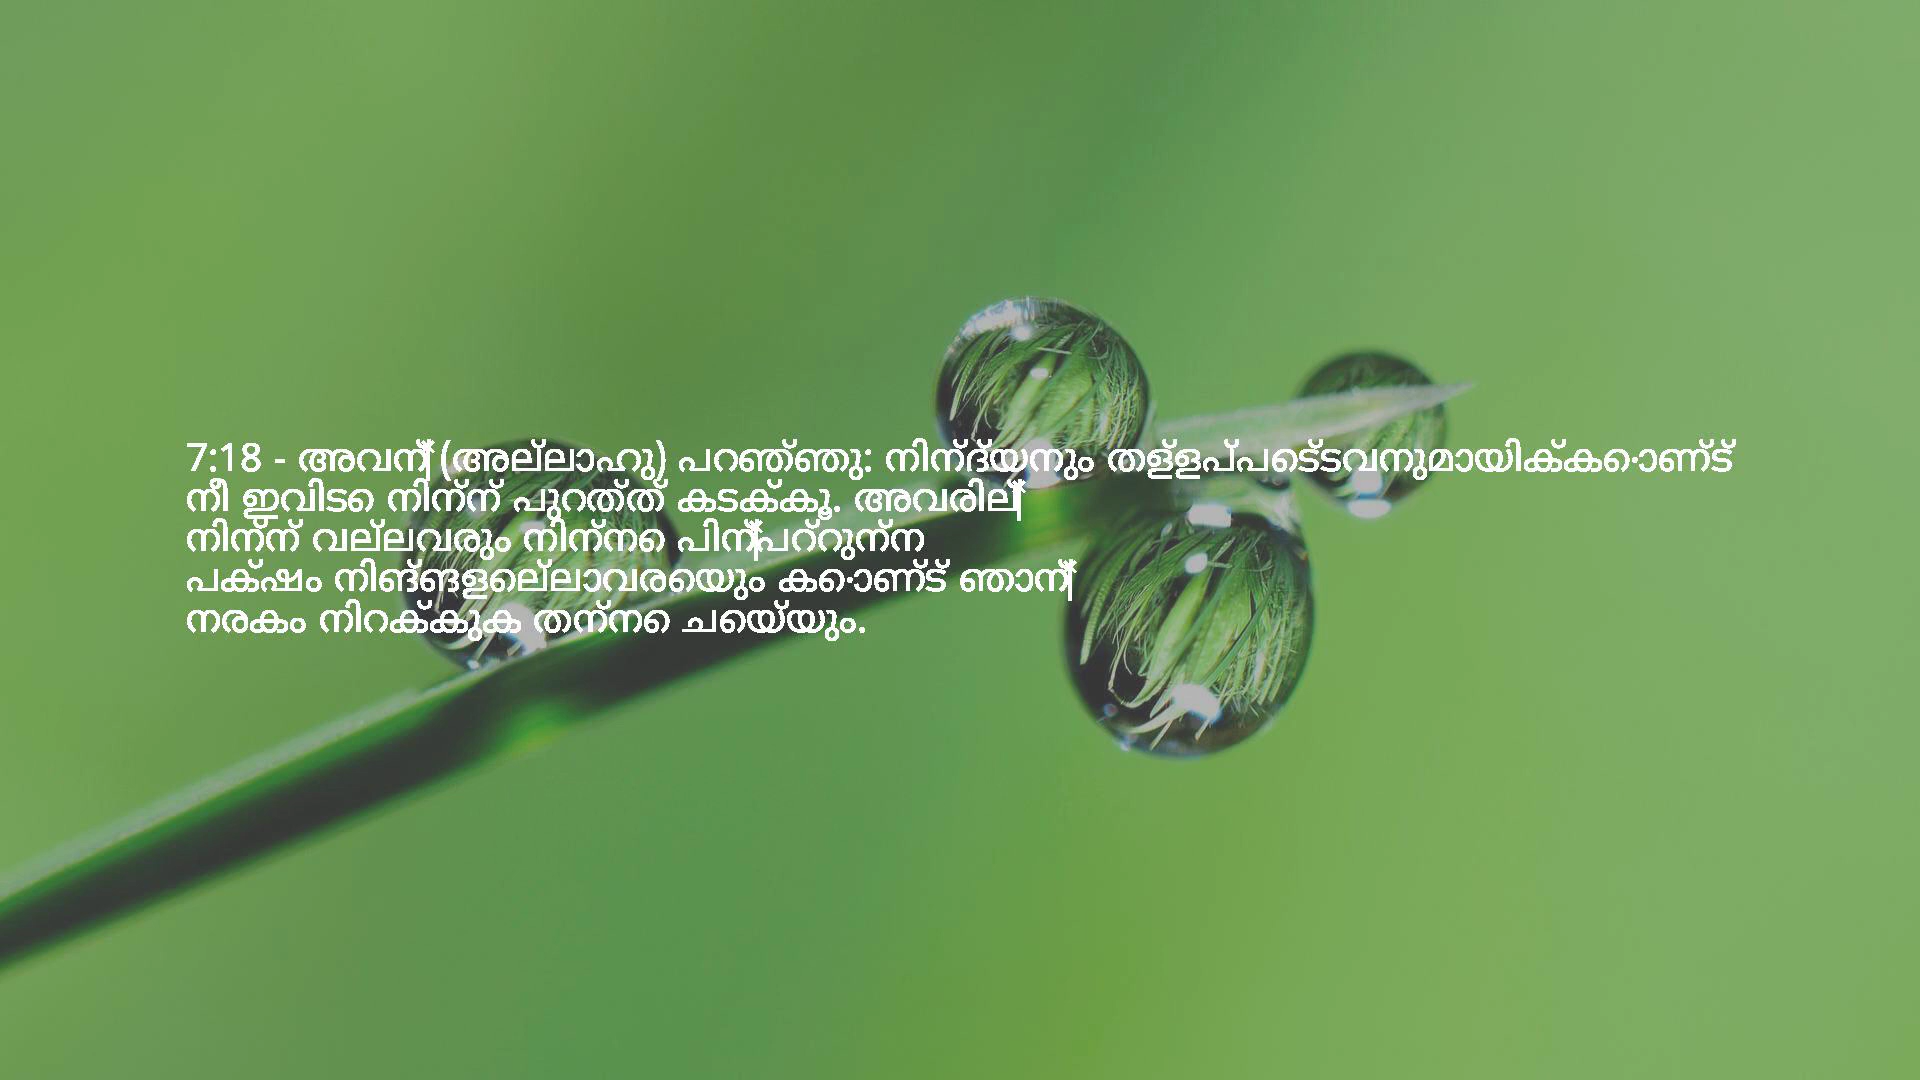 7:18 - അവന്‍ (അല്ലാഹു) പറഞ്ഞു: നിന്ദ്യനും തള്ളപ്പെട്ടവനുമായിക്കൊണ്ട്
നീ ഇവിടെ നിന്ന് പുറത്ത് കടക്കൂ. അവരില്‍
നിന്ന് വല്ലവരും നിന്നെ പിന്‍പറ്റുന്ന
പക്ഷം നിങ്ങളെല്ലാവരെയും കൊണ്ട് ഞാന്‍
നരകം നിറക്കുക തന്നെ ചെയ്യും.